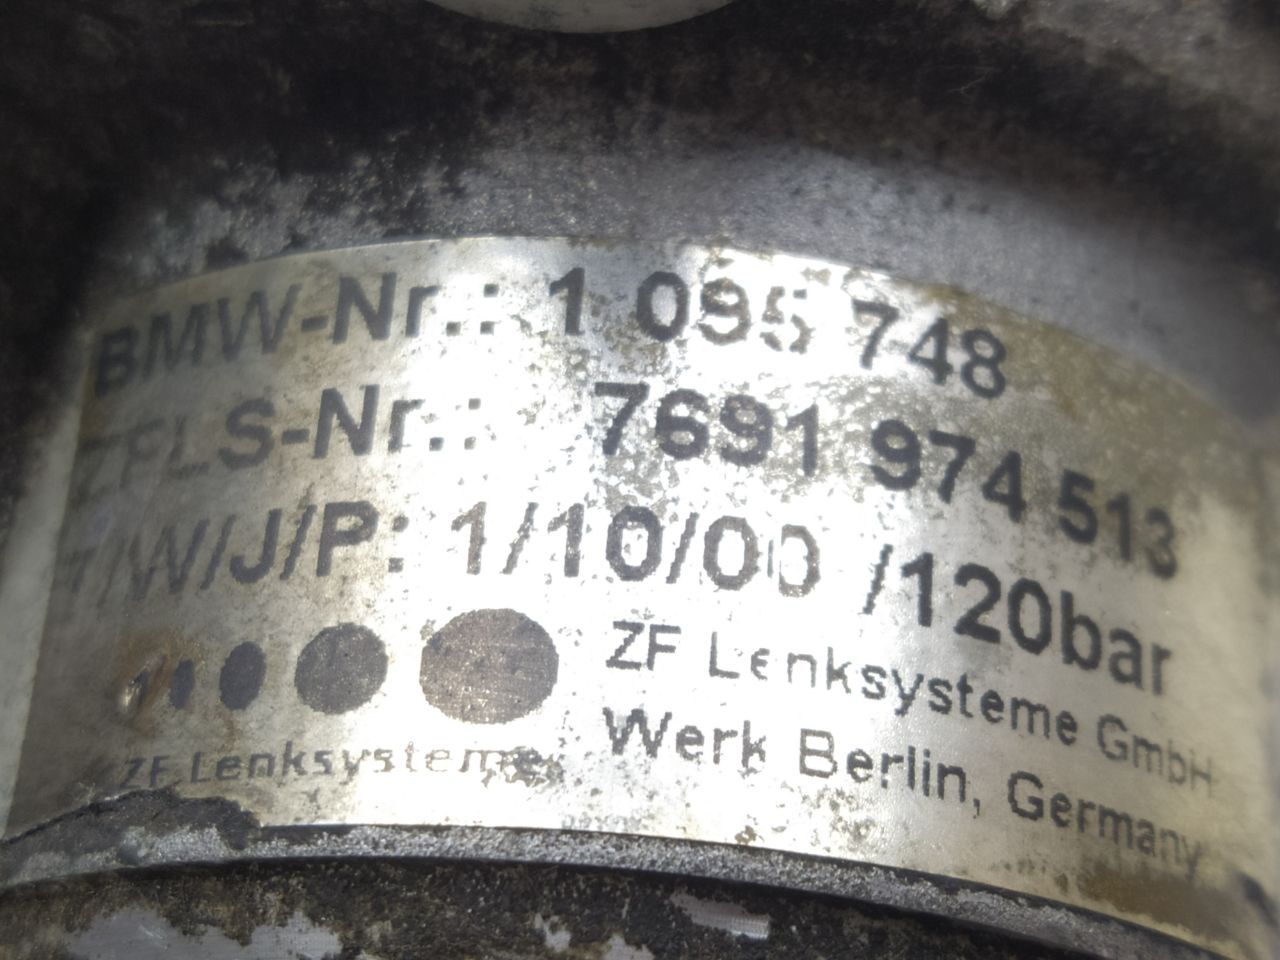 BMW-Nr.: 1 095 748
ZFLS-Nr.: 7691 974 513
T/W/J/P: 1/10/00 /120bar
ZF Lenksysteme GmbH
Werk Berlin, Germany
ZF Lenksysteme